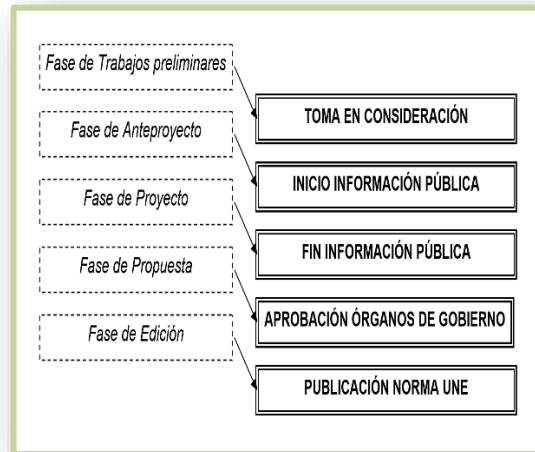 Fase de Trabajos preliminares
TOMA EN CONSIDERACIÓN
Fase de Anteproyecto
INICIO INFORMACIÓN PÚBLICA
Fase de Proyecto
FIN INFORMACIÓN PÚBLICA
Fase de Propuesta
APROBACIÓN ÓRGANOS DE GOBIERNO
Fase de Edición
PUBLICACIÓN NORMA UNE